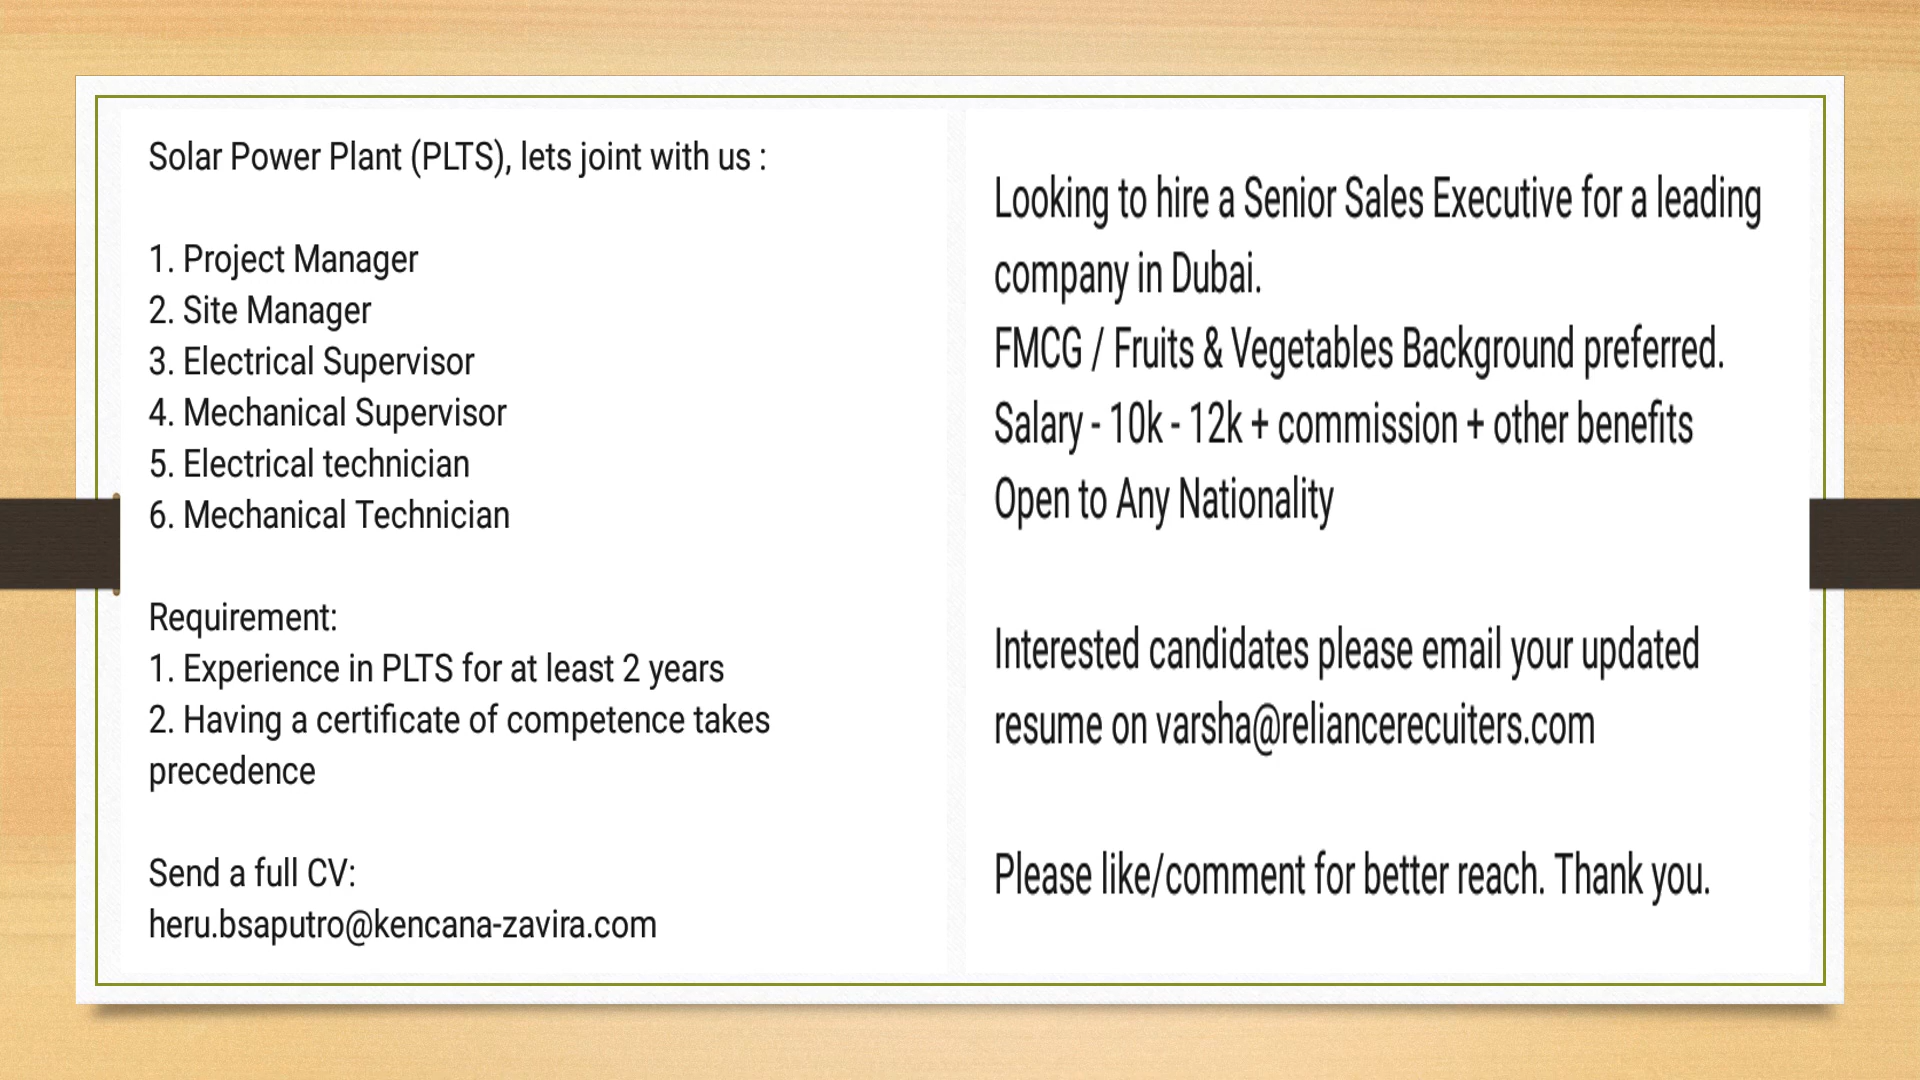 Solar Power Plant (PLTS), lets joint with us :
1. Project Manager
2. Site Manager
3. Electrical Supervisor
4. Mechanical Supervisor
5. Electrical technician
6. Mechanical Technician
Requirement:
1. Experience in PLTS for at least 2 years
2. Having a certificate of competence takes
precedence
Send a full CV:
heru.bsaputro@kencana-zavira.com
Looking to hire a Senior Sales Executive for a leading
company in Dubai.
FMCG / Fruits & Vegetables Background preferred.
Salary - 10k - 12k + commission + other benefits
Open to Any Nationality
Interested candidates please email your updated
resume on varsha@reliancerecuiters.com
Please like/comment for better reach. Thank you.